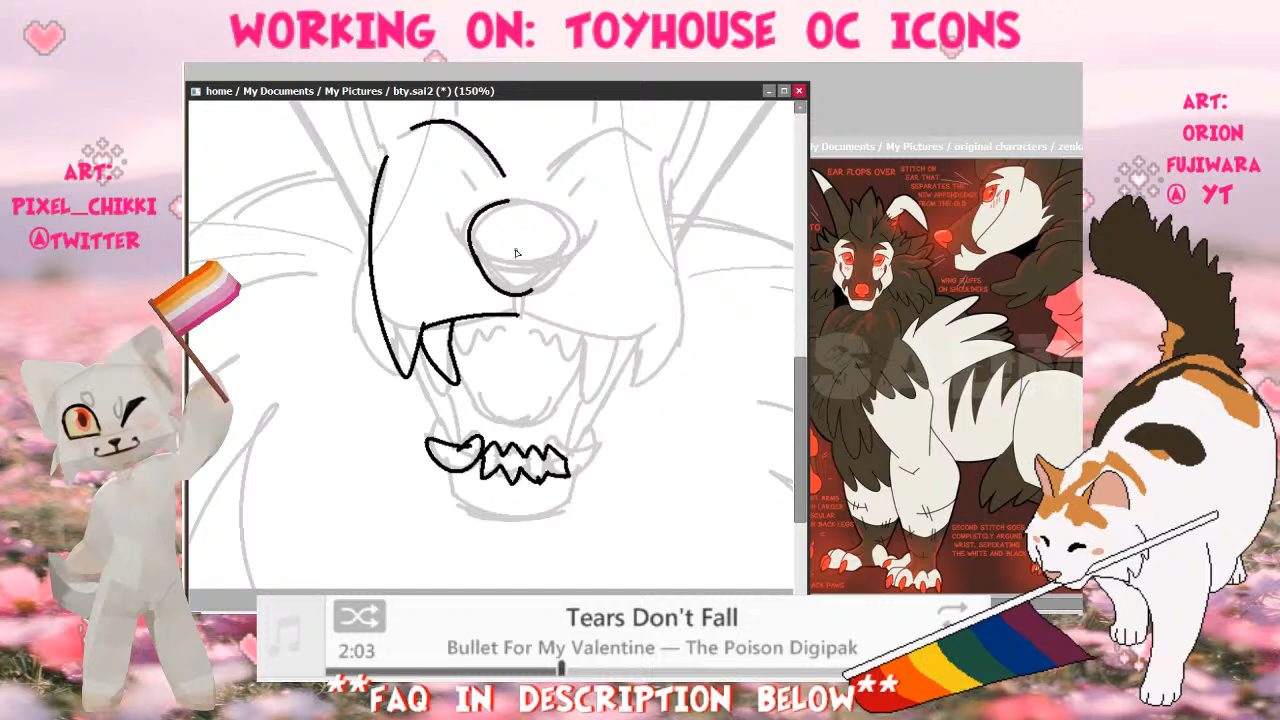 WORKING ON: TOYHOUSE OC ICONS
home / My Documents / My Pictures / bty.sai2 (*) (150%)
My Documents / My Pictures / original characters / zenk
ART:
PIXEL_CHIKKI
@TWITTER
ART:
ORION
FUJIWARA
@ YT
EAR FLOPS OVER
STITCH ON
EAR THAT
SEPARATES THE
NEW APPENDAGE
FROM THE OLD
WING FLUFFS
ON SHOULDERS
SECOND STITCH GOES
COMPLETELY AROUND
WRIST, SEPERATING
THE WHITE AND BLACK
Tears Don't Fall
2:03
Bullet For My Valentine — The Poison Digipak
**FAQ IN DESCRIPTION BELOW**